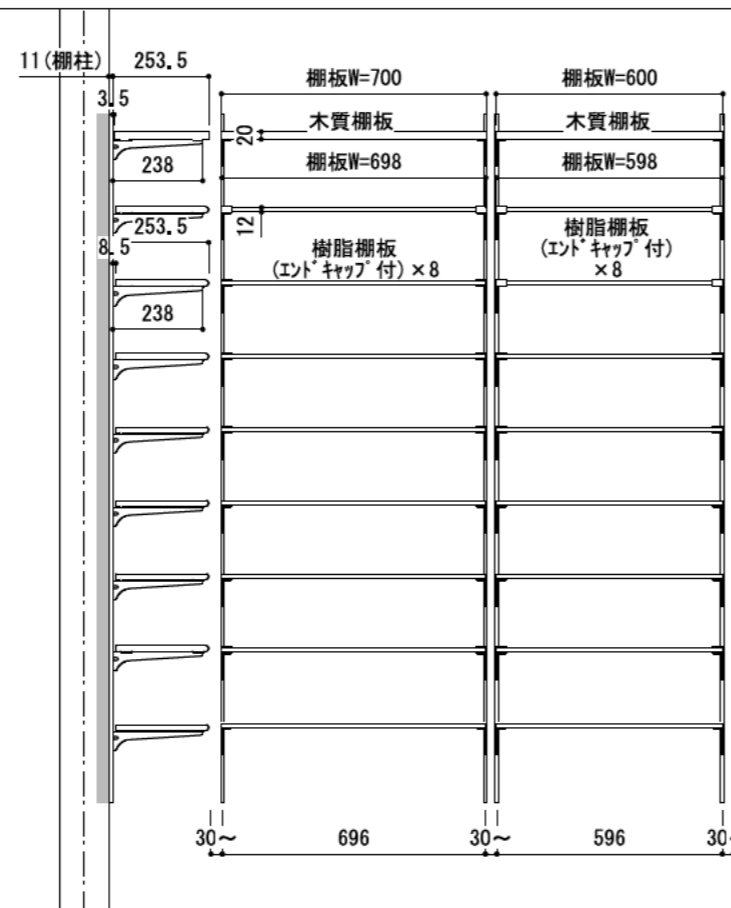 11(棚柱)
253.5
棚板W=700
棚板W=600
3.5
木質棚板
木質棚板
20
238
棚板W=698
棚板W=598
253.5
12
8.5
樹脂棚板
(エンドキャップ付)×8
樹脂棚板
(エンドキャップ付)
×8
238
30～
696
30～
596
30～